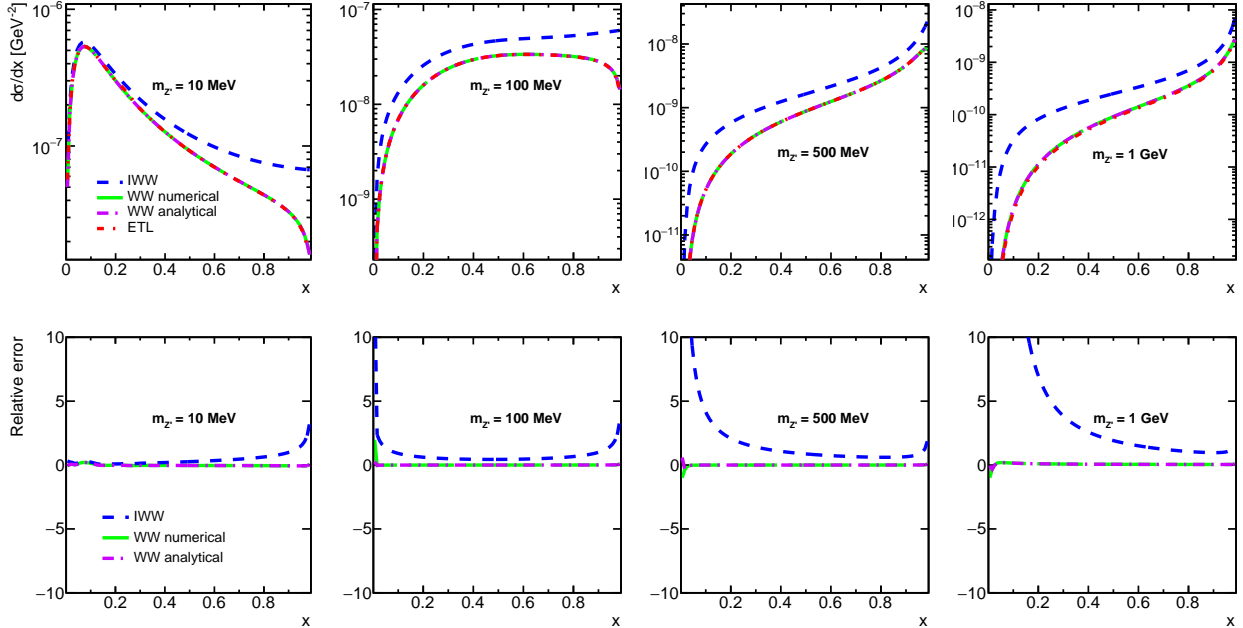 dσ/dx [GeV⁻²]
10⁻⁶
10⁻⁷
m_Z' = 10 MeV
IWW
WW numerical
WW analytical
ETL
0 0.2 0.4 0.6 0.8
x
10⁻⁷
10⁻⁸
10⁻⁹
m_Z' = 100 MeV
0 0.2 0.4 0.6 0.8
x
10⁻⁸
10⁻⁹
10⁻¹⁰
10⁻¹¹
m_Z' = 500 MeV
0 0.2 0.4 0.6 0.8
x
10⁻⁸
10⁻⁹
10⁻¹⁰
10⁻¹¹
10⁻¹²
m_Z' = 1 GeV
0 0.2 0.4 0.6 0.8
x
Relative error
10
5
0
−5
−10
m_Z' = 10 MeV
IWW
WW numerical
WW analytical
0.2 0.4 0.6 0.8
x
10
5
0
−5
−10
m_Z' = 100 MeV
0.2 0.4 0.6 0.8
x
10
5
0
−5
−10
m_Z' = 500 MeV
0.2 0.4 0.6 0.8
x
10
5
0
−5
−10
m_Z' = 1 GeV
0.2 0.4 0.6 0.8
x